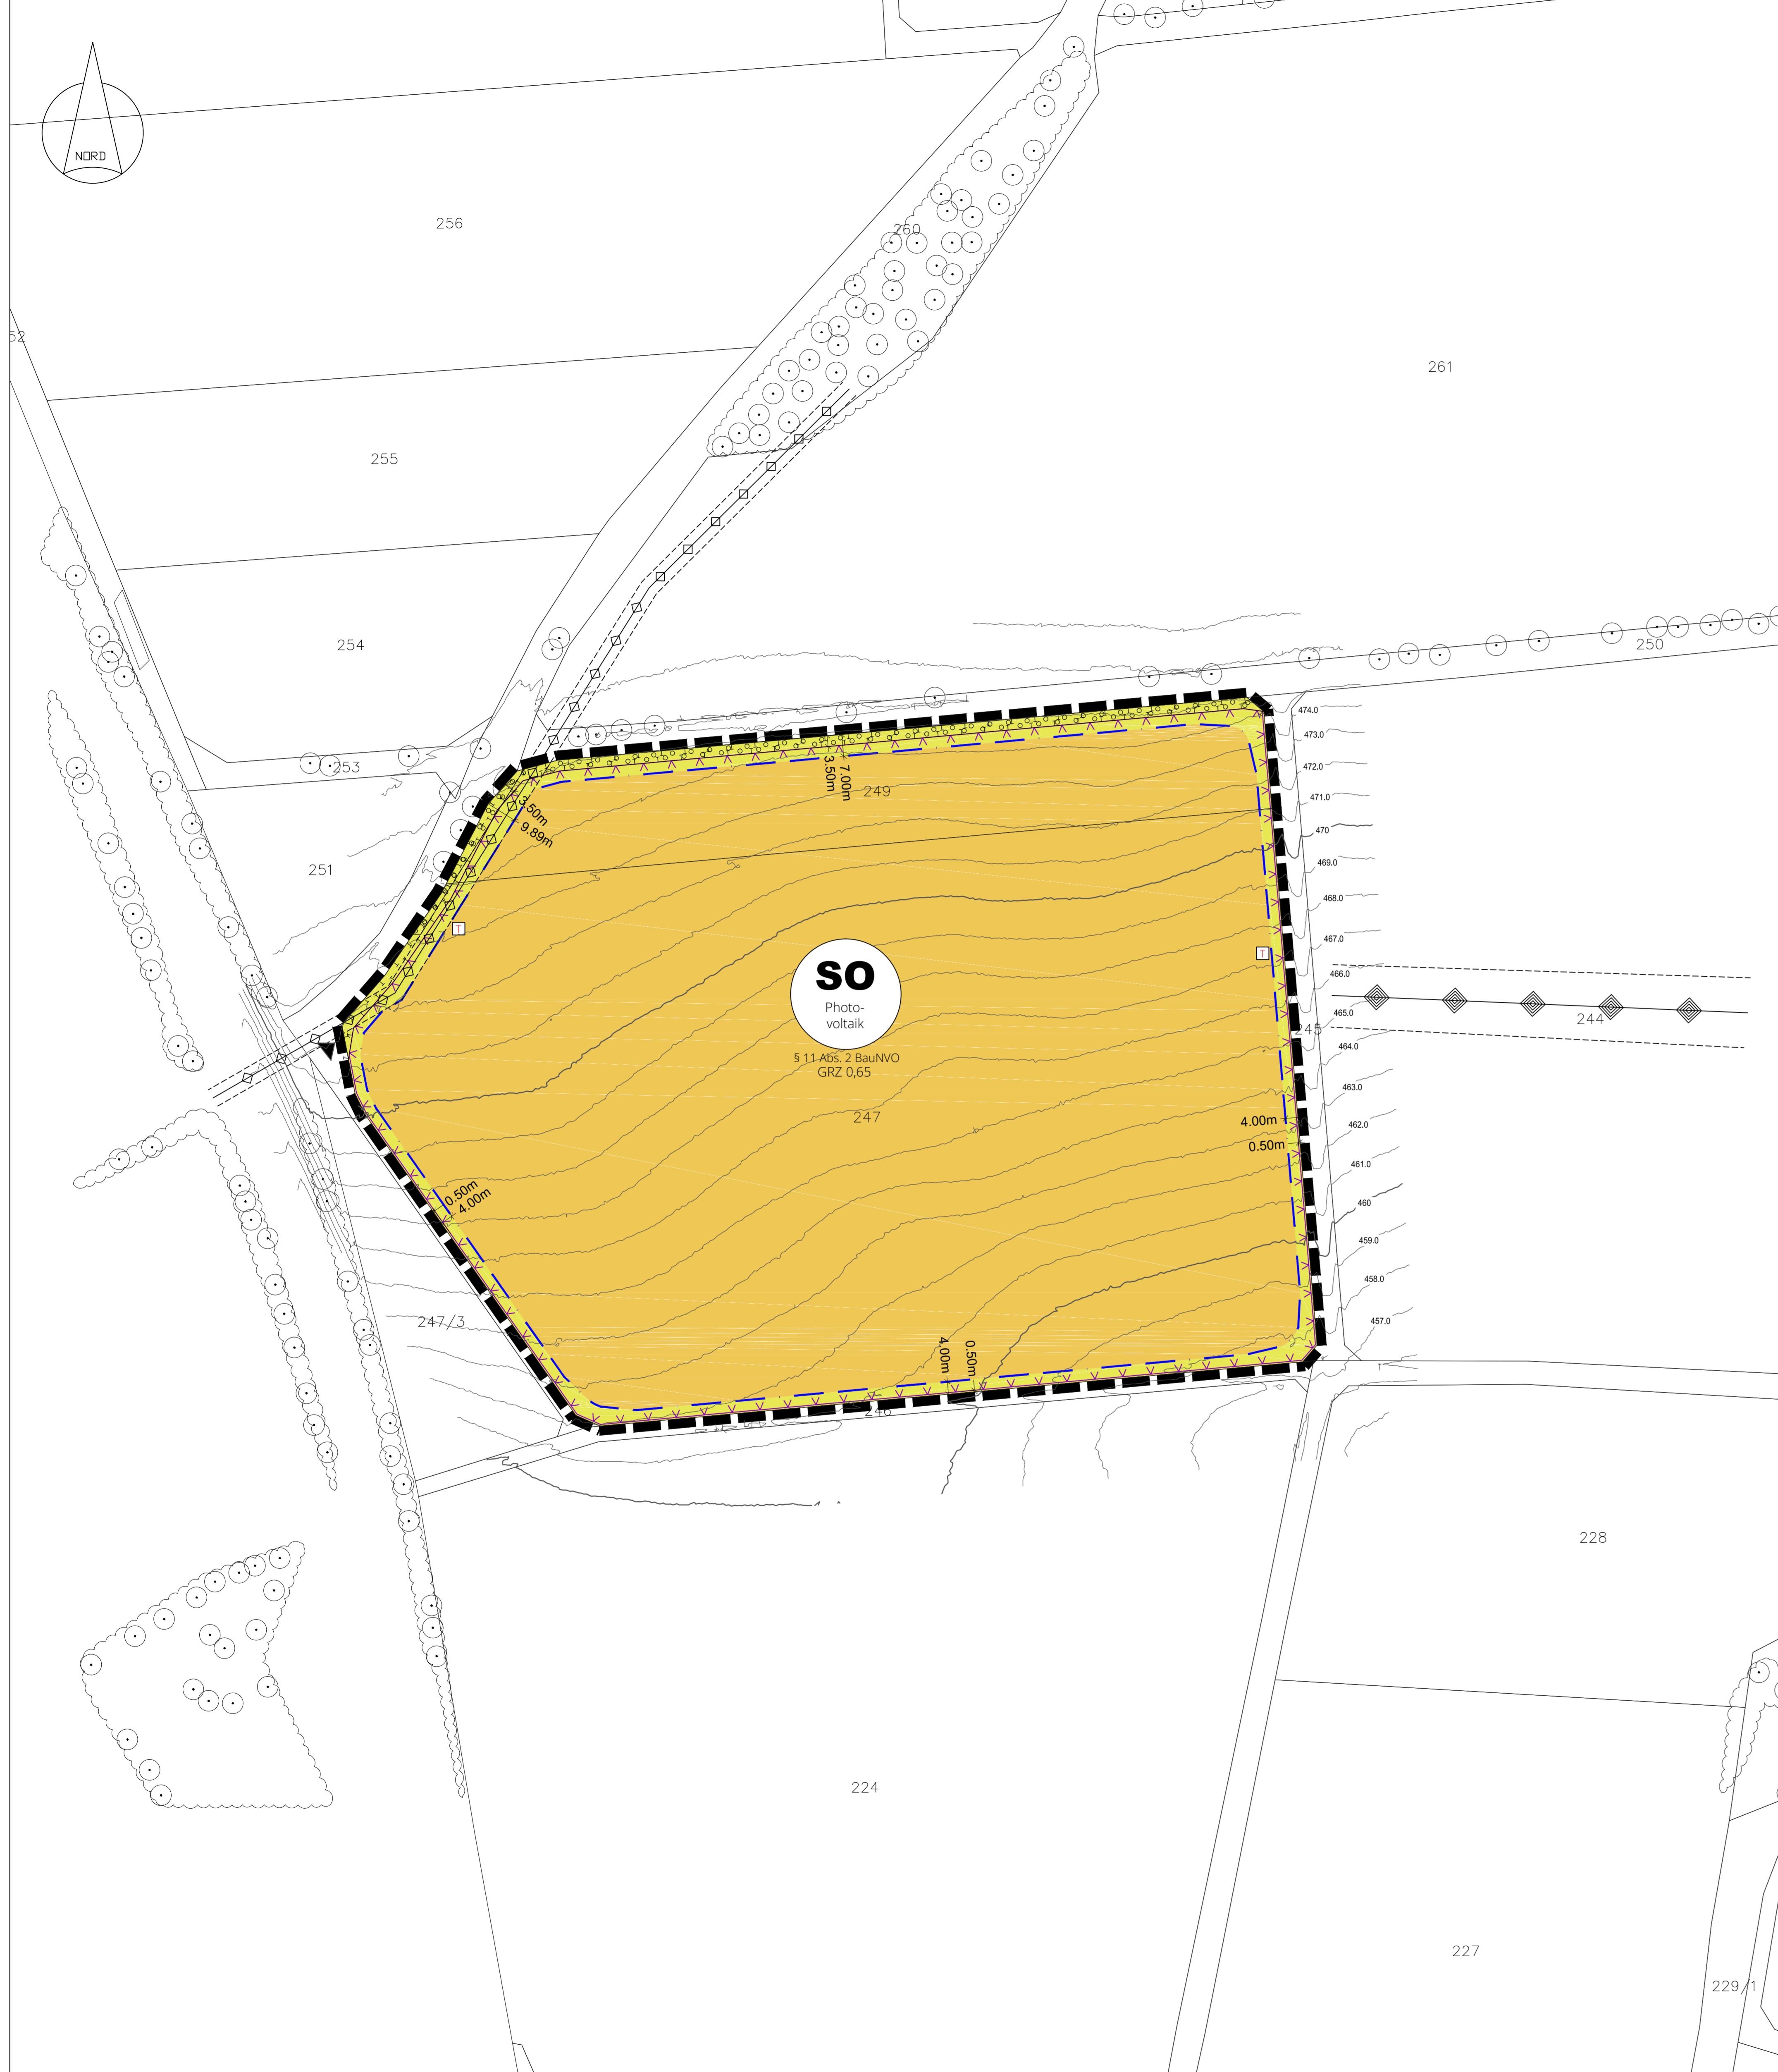 NORD
256
260
52
261
255
254
250
474.0
253
473.0
3.50m
7.00m
472.0
249
471.0
3.50m
9.89m
470
251
469.0
468.0
T
467.0
T
466.0
SO
Photo-
voltaik
465.0
244
245
464.0
§ 11 Abs. 2 BauNVO
GRZ 0,65
463.0
247
4.00m
462.0
0.50m
461.0
0.50m
4.00m
460
459.0
458.0
247/3
457.0
4.00m
0.50m
246
228
224
227
229/1